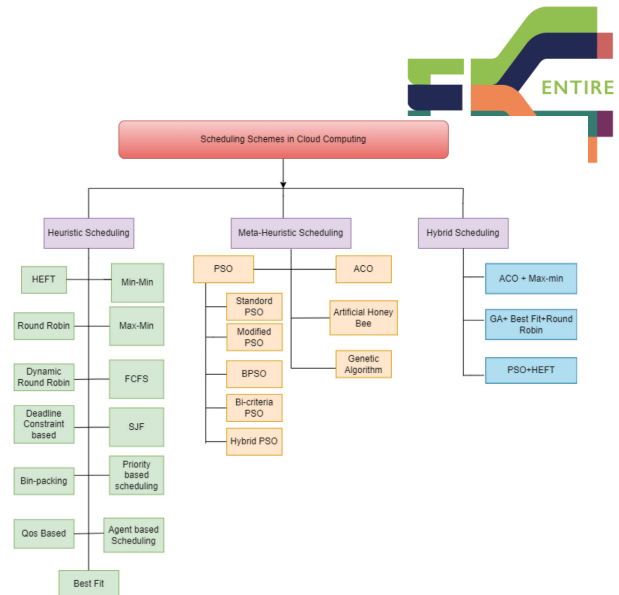 ENTIRE
Scheduling Schemes in Cloud Computing
Heuristic Scheduling
Meta-Heuristic Scheduling
Hybrid Scheduling
HEFT
Min-Min
Round Robin
Max-Min
Dynamic
Round Robin
FCFS
Deadline
Constraint
based
SJF
Bin-packing
Priority
based
scheduling
Qos Based
Agent based
Scheduling
Best Fit
PSO
ACO
Standord
PSO
Modified
PSO
BPSO
Bi-criteria
PSO
Hybrid PSO
Artificial Honey
Bee
Genetic
Algorithm
ACO + Max-min
GA+ Best Fit+Round
Robin
PSO+HEFT